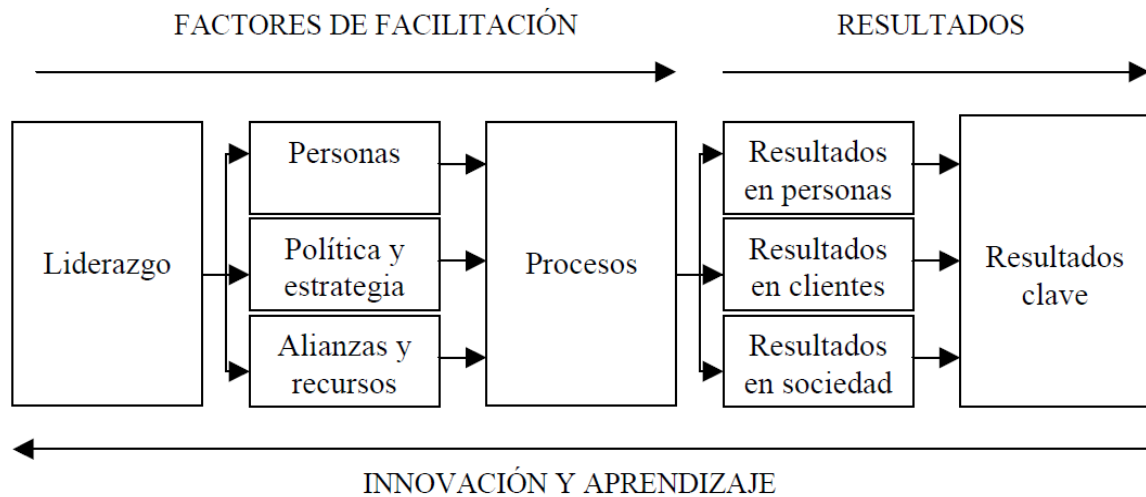 FACTORES DE FACILITACIÓN
RESULTADOS
Liderazgo
Personas
Política y
estrategia
Alianzas y
recursos
Procesos
Resultados
en personas
Resultados
en clientes
Resultados
en sociedad
Resultados
clave
INNOVACIÓN Y APRENDIZAJE